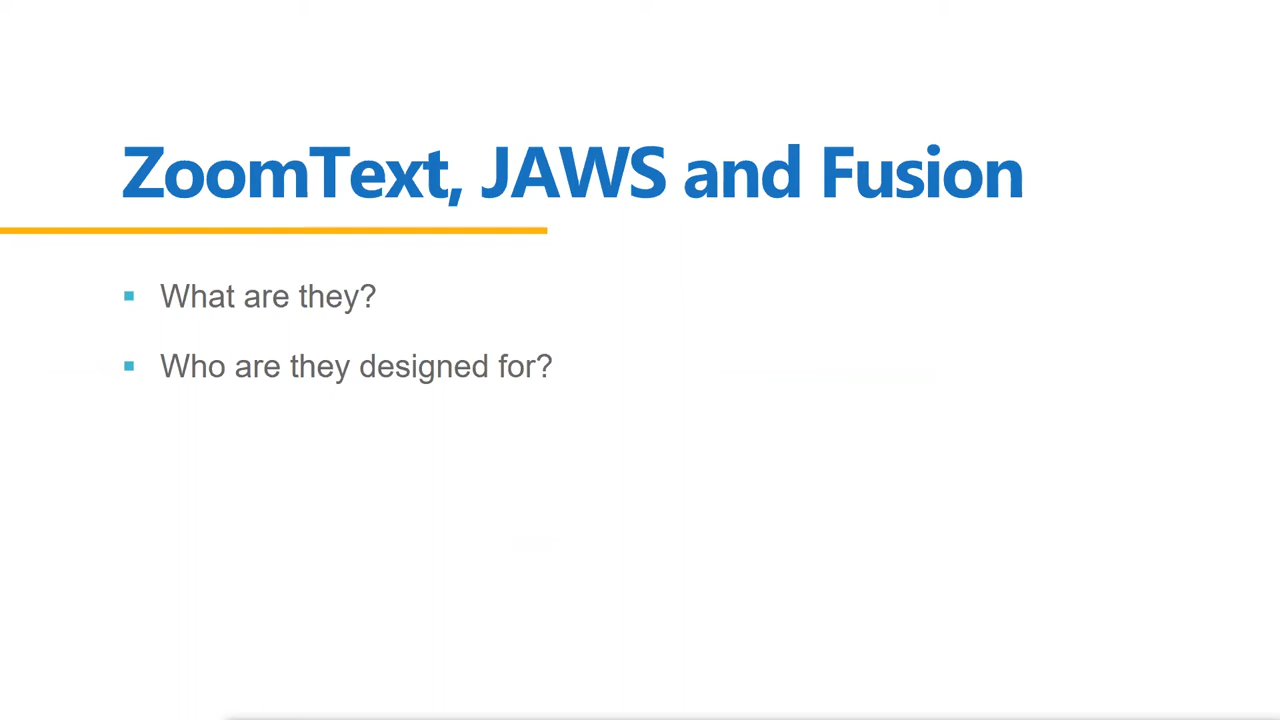 ZoomText, JAWS and Fusion
What are they?
Who are they designed for?